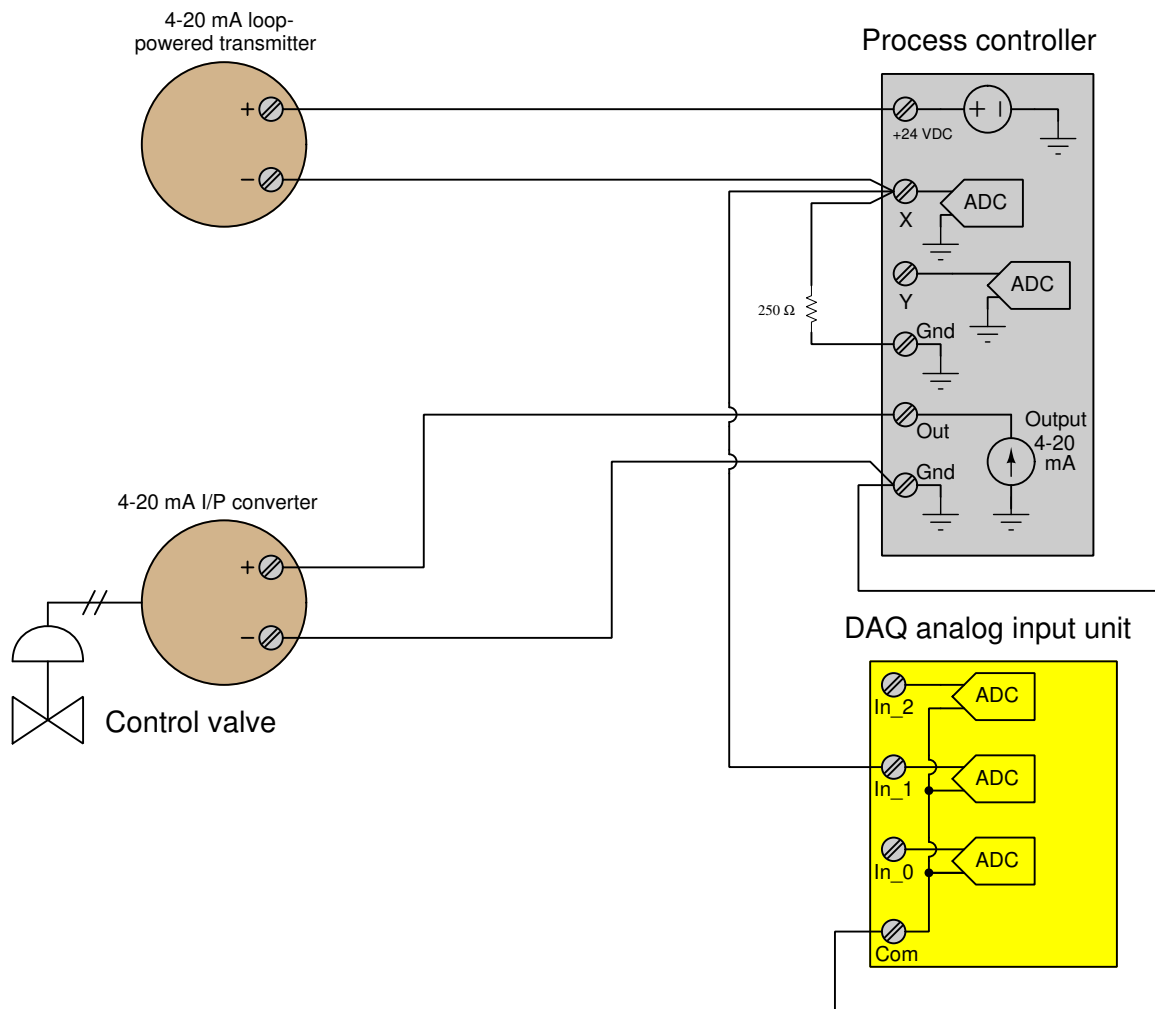 4-20 mA loop-
powered transmitter
+
−
Process controller
+24 VDC
+ −
X
ADC
Y
ADC
250 Ω
Gnd
Out
Output
4-20
mA
Gnd
4-20 mA I/P converter
+
−
Control valve
DAQ analog input unit
In_2
ADC
In_1
ADC
In_0
ADC
Com